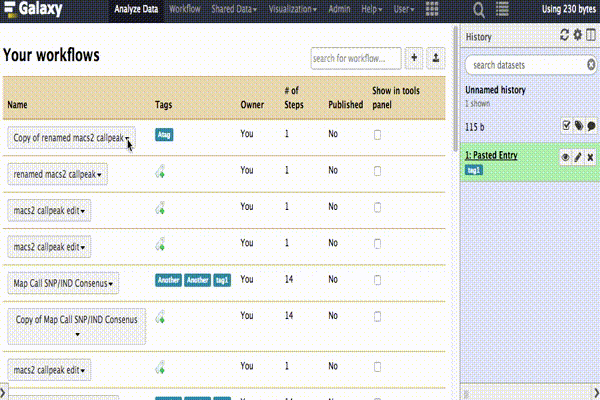 Galaxy
Analyze Data Workflow Shared Data Visualization Admin Help User
Using 230 bytes
Your workflows
search for workflow...
Name Tags Owner # of Steps Published Show in tools panel
Copy of renamed macs2 callpeak Atag You 1 No
renamed macs2 callpeak You 1 No
macs2 callpeak edit You 1 No
macs2 callpeak edit You 1 No
Map Call SNP/IND Consenus Another Another tag1 You 14 No
Copy of Map Call SNP/IND Consenus You 14 No
macs2 callpeak edit You 1 No
History
search datasets
Unnamed history
1 shown
115 b
1: Pasted Entry
tag1